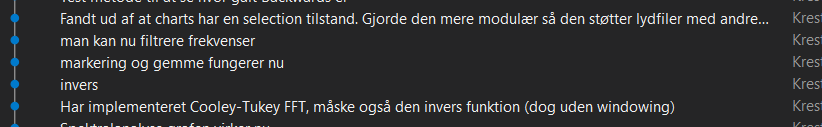 Fandt ud af at charts har en selection tilstand. Gjorde den mere modulær så den støtter lydfiler med andre... Krest
man kan nu filtrere frekvenser Krest
markering og gemme fungerer nu Krest
invers Krest
Har implementeret Cooley-Tukey FFT, måske også den invers funktion (dog uden windowing) Krest